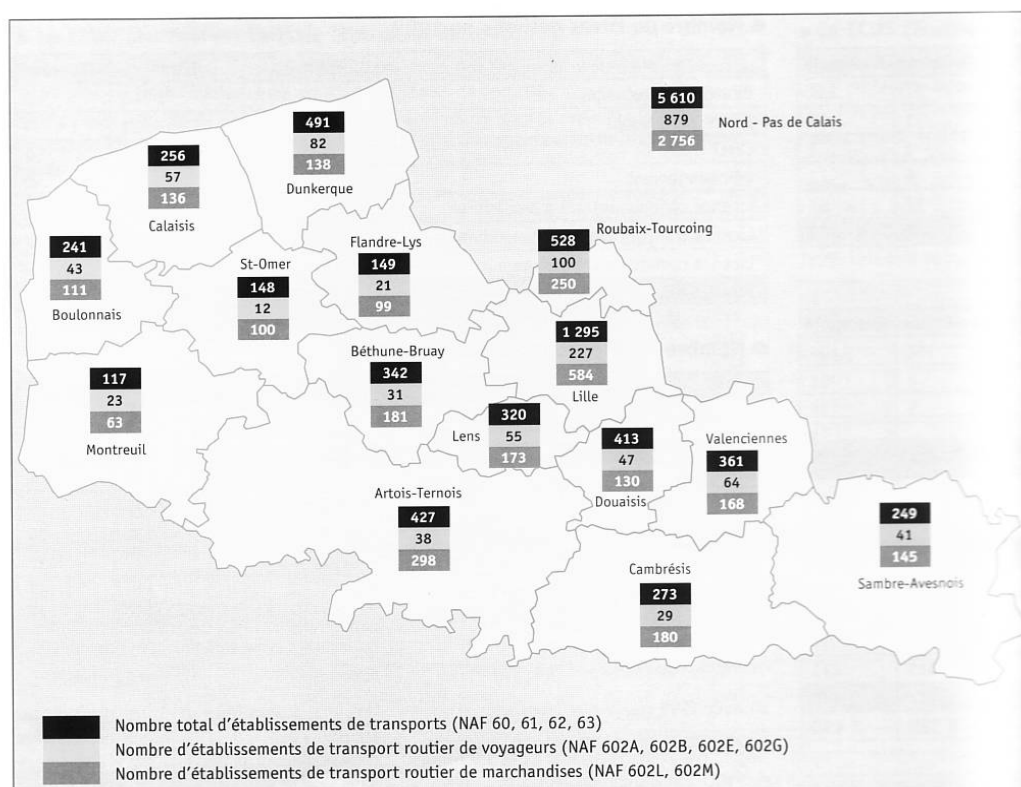 5 610
879
2 756
Nord - Pas de Calais
491
82
138
Dunkerque
256
57
136
Calaisis
Roubaix-Tourcoing
528
100
250
Flandre-Lys
149
21
99
241
43
111
Boulonnais
St-Omer
148
12
100
1 295
227
584
Lille
Béthune-Bruay
342
31
181
117
23
63
Montreuil
Lens
320
55
173
413
47
130
Douaisis
Valenciennes
361
64
168
Artois-Ternois
427
38
298
249
41
145
Sambre-Avesnois
Cambrésis
273
29
180
Nombre total d'établissements de transports (NAF 60, 61, 62, 63)
Nombre d'établissements de transport routier de voyageurs (NAF 602A, 602B, 602E, 602G)
Nombre d'établissements de transport routier de marchandises (NAF 602L, 602M)